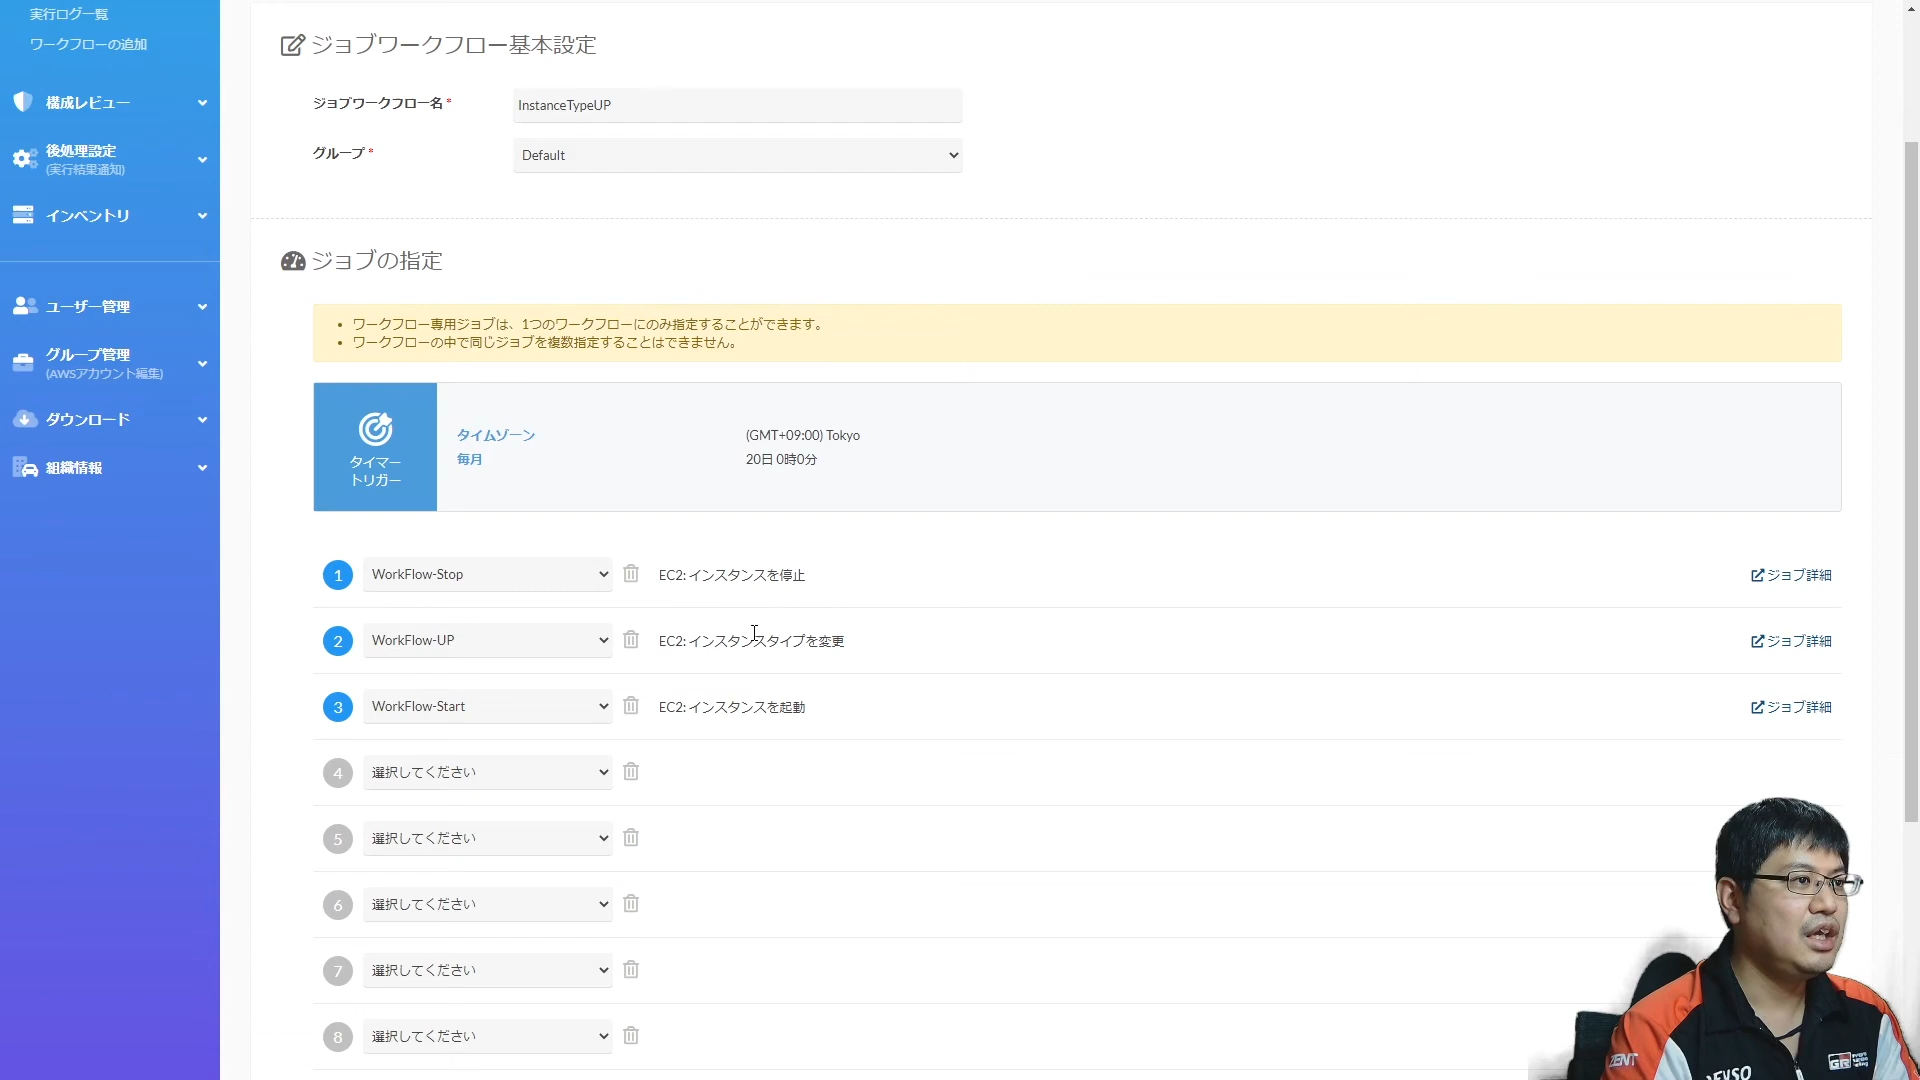 実行ログ一覧
ワークフローの追加
構成レビュー
後処理設定
(実行結果通知)
インベントリ
ユーザー管理
グループ管理
(AWSアカウント編集)
ダウンロード
組織情報
ジョブワークフロー基本設定
ジョブワークフロー名*
InstanceTypeUP
グループ*
Default
ジョブの指定
• ワークフロー専用ジョブは、1つのワークフローにのみ指定することができます。
• ワークフローの中で同じジョブを複数指定することはできません。
タイマー
トリガー
タイムゾーン (GMT+09:00) Tokyo
毎月 20日 0時0分
1 WorkFlow-Stop EC2: インスタンスを停止 ジョブ詳細
2 WorkFlow-UP EC2: インスタンスタイプを変更 ジョブ詳細
3 WorkFlow-Start EC2: インスタンスを起動 ジョブ詳細
4 選択してください
5 選択してください
6 選択してください
7 選択してください
8 選択してください
ZENT
GR